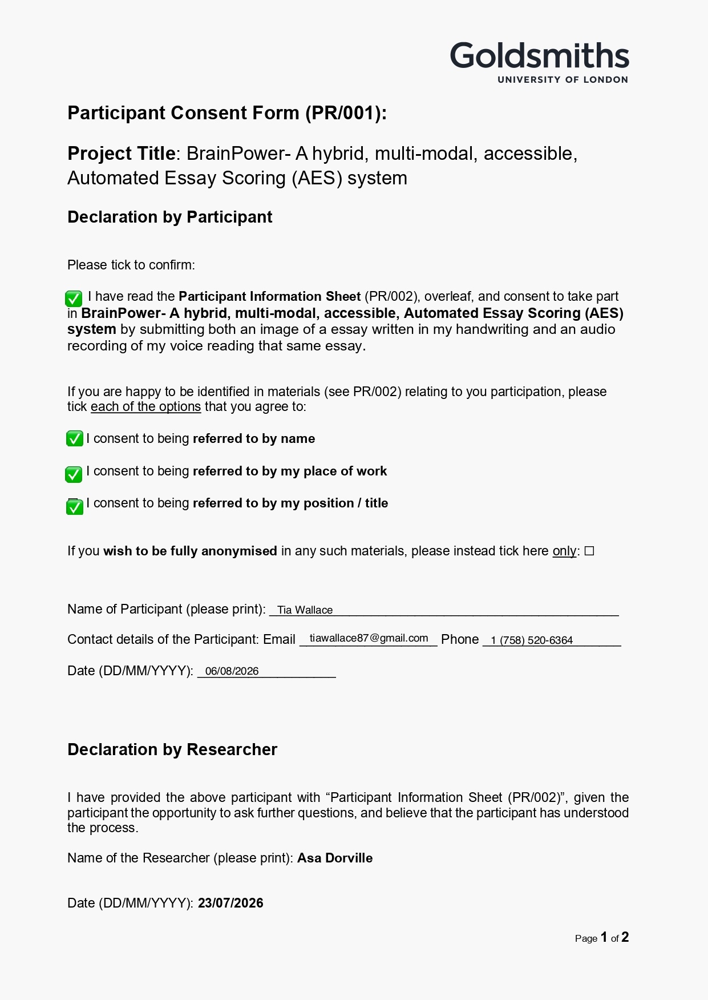 Goldsmiths
UNIVERSITY OF LONDON
Participant Consent Form (PR/001):
Project Title: BrainPower- A hybrid, multi-modal, accessible,
Automated Essay Scoring (AES) system
Declaration by Participant
Please tick to confirm:
✅ I have read the Participant Information Sheet (PR/002), overleaf, and consent to take part
in BrainPower- A hybrid, multi-modal, accessible, Automated Essay Scoring (AES)
system by submitting both an image of a essay written in my handwriting and an audio
recording of my voice reading that same essay.
If you are happy to be identified in materials (see PR/002) relating to you participation, please
tick each of the options that you agree to:
✅ I consent to being referred to by name
✅ I consent to being referred to by my place of work
✅ I consent to being referred to by my position / title
If you wish to be fully anonymised in any such materials, please instead tick here only: ☐
Name of Participant (please print): Tia Wallace
Contact details of the Participant: Email tiawallace87@gmail.com Phone 1 (758) 520-6364
Date (DD/MM/YYYY): 06/08/2026
Declaration by Researcher
I have provided the above participant with “Participant Information Sheet (PR/002)”, given the
participant the opportunity to ask further questions, and believe that the participant has understood
the process.
Name of the Researcher (please print): Asa Dorville
Date (DD/MM/YYYY): 23/07/2026
Page 1 of 2